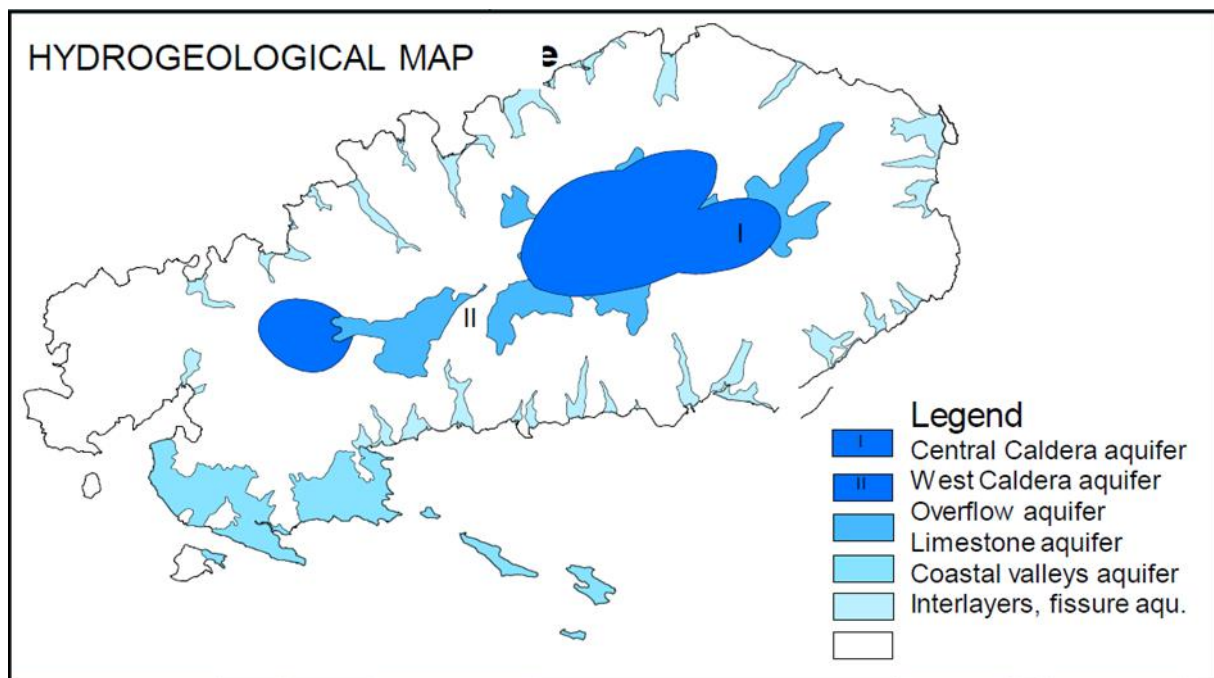 HYDROGEOLOGICAL MAP e
I
II
Legend
I
Central Caldera aquifer
II
West Caldera aquifer
Overflow aquifer
Limestone aquifer
Coastal valleys aquifer
Interlayers, fissure aqu.